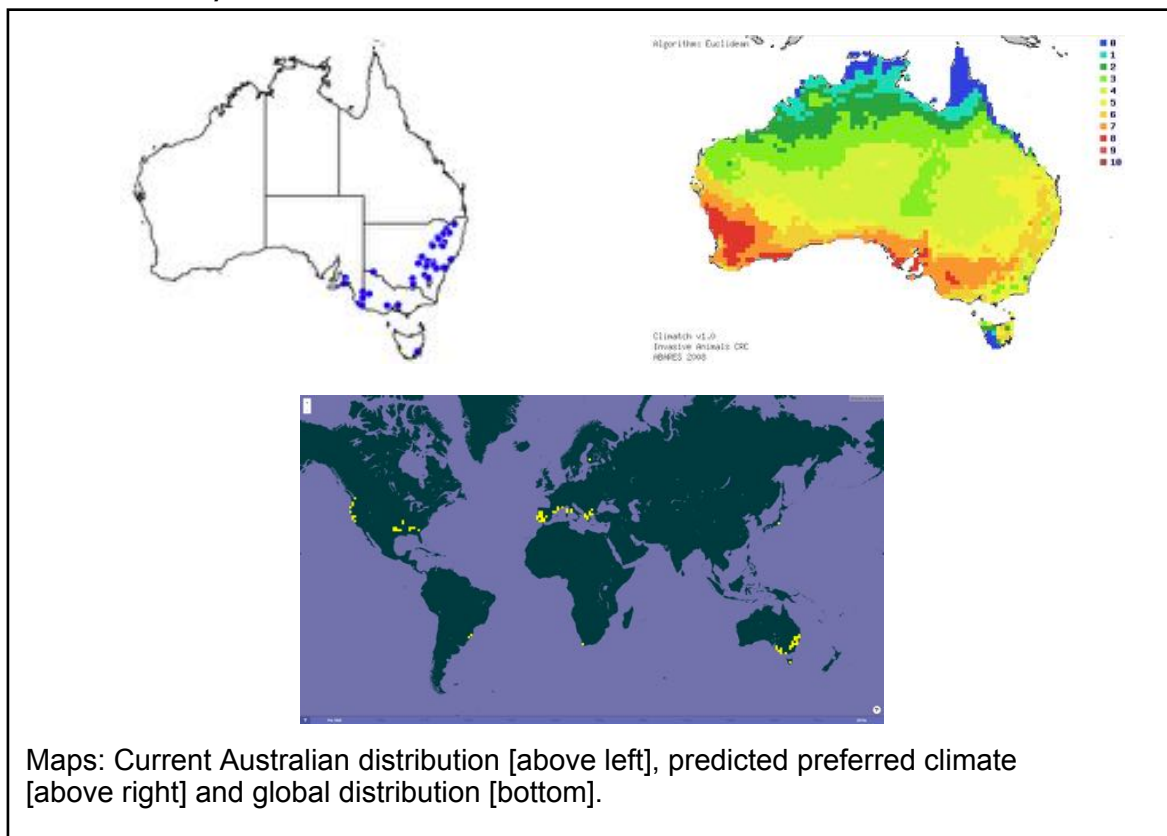 Algorithm: Euclidean
0
1
2
3
4
5
6
7
8
9
10
Climatch v1.0
Invasive Animals CRC
ABARES 2008
Maps: Current Australian distribution [above left], predicted preferred climate
[above right] and global distribution [bottom].